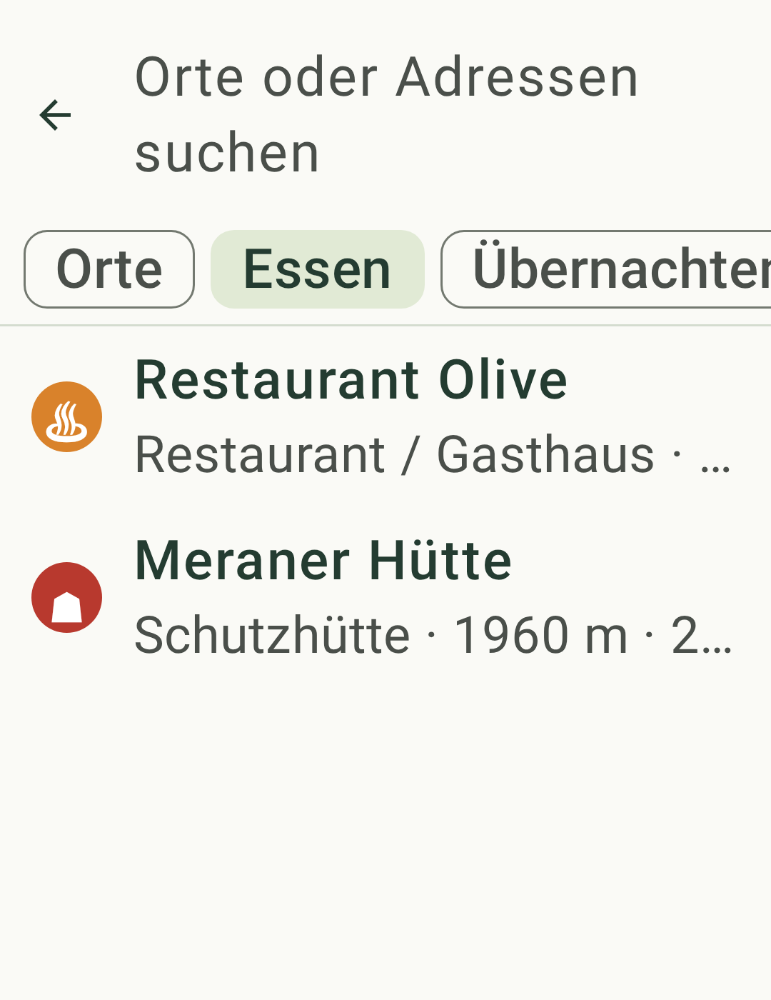 Orte oder Adressen
suchen
Orte Essen Übernachten
Restaurant Olive
Restaurant / Gasthaus · …
Meraner Hütte
Schutzhütte · 1960 m · 2…